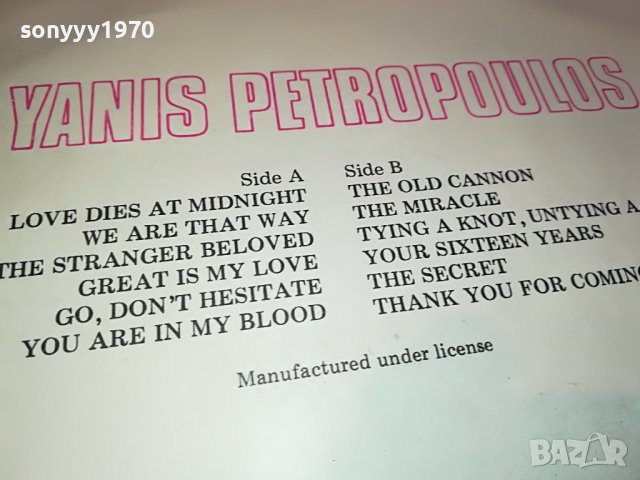 sonyyy1970
YANIS PETROPOULOS
Side A
LOVE DIES AT MIDNIGHT
WE ARE THAT WAY
THE STRANGER BELOVED
GREAT IS MY LOVE
GO, DON'T HESITATE
YOU ARE IN MY BLOOD
Side B
THE OLD CANNON
THE MIRACLE
TYING A KNOT, UNTYING A
YOUR SIXTEEN YEARS
THE SECRET
THANK YOU FOR COMING
Manufactured under license
BAZAR